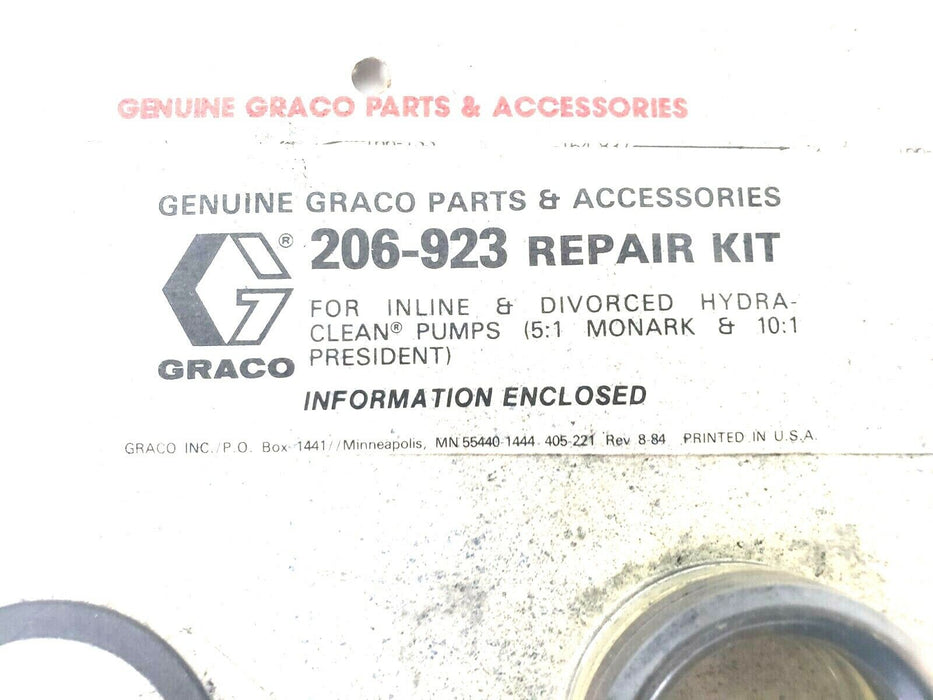 GENUINE GRACO PARTS & ACCESSORIES
GENUINE GRACO PARTS & ACCESSORIES
® 206-923 REPAIR KIT
FOR INLINE & DIVORCED HYDRA-
CLEAN® PUMPS (5:1 MONARK & 10:1
PRESIDENT)
GRACO
INFORMATION ENCLOSED
GRACO INC./P.O. Box 1441//Minneapolis, MN 55440-1444 405-221 Rev 8-84 PRINTED IN U.S.A.